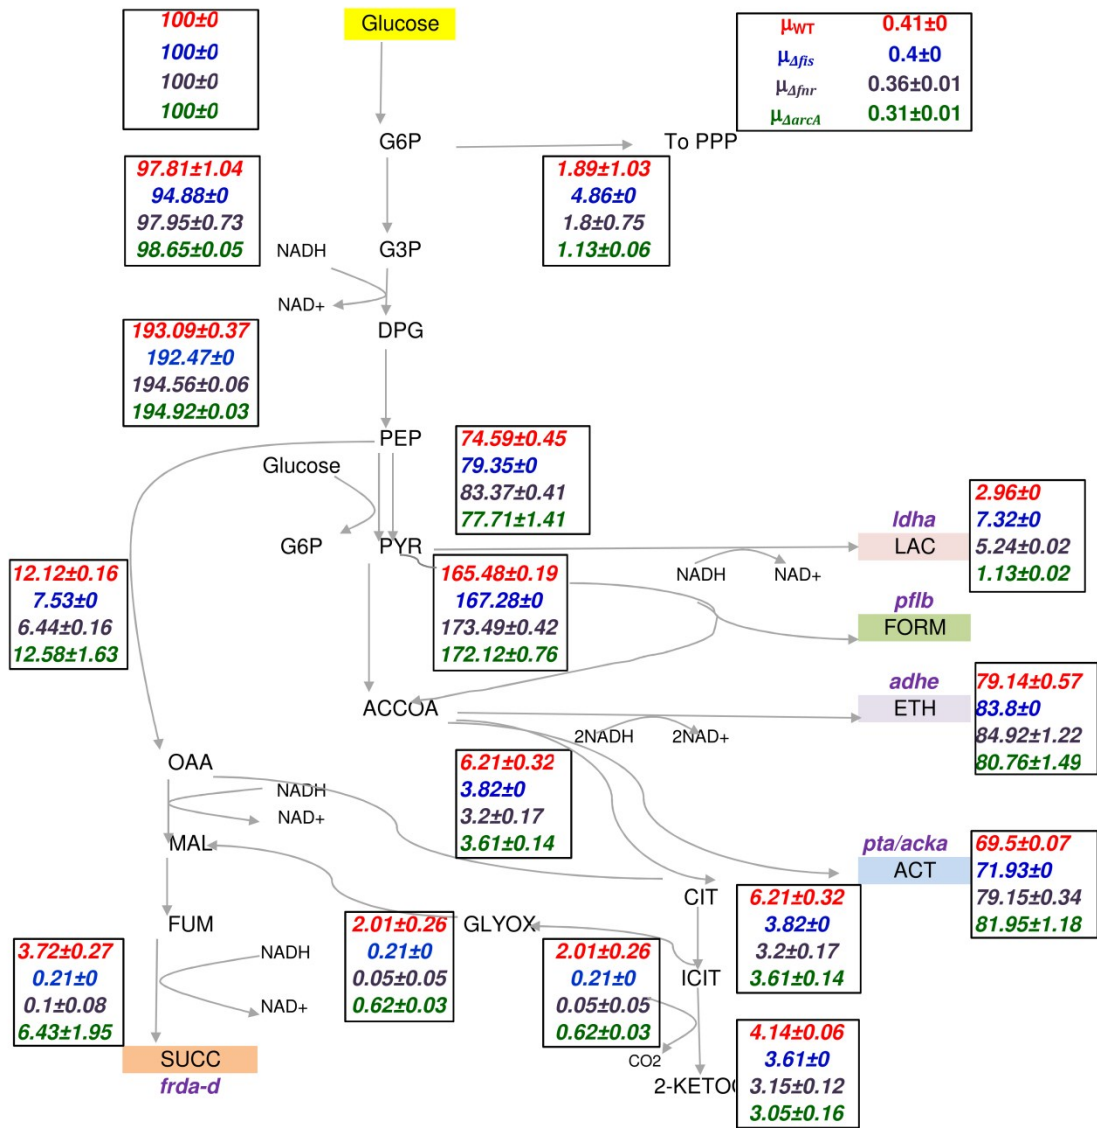 100±0
100±0
100±0
100±0
Glucose
μWT 0.41±0
μΔfis 0.4±0
μΔfnr 0.36±0.01
μΔarcA 0.31±0.01
G6P
To PPP
97.81±1.04
94.88±0
97.95±0.73
98.65±0.05
1.89±1.03
4.86±0
1.8±0.75
1.13±0.06
NADH
G3P
NAD+
DPG
193.09±0.37
192.47±0
194.56±0.06
194.92±0.03
PEP
Glucose
74.59±0.45
79.35±0
83.37±0.41
77.71±1.41
G6P
PYR
ldha
LAC
NADH
NAD+
2.96±0
7.32±0
5.24±0.02
1.13±0.02
12.12±0.16
7.53±0
6.44±0.16
12.58±1.63
165.48±0.19
167.28±0
173.49±0.42
172.12±0.76
pflb
FORM
adhe
ETH
79.14±0.57
83.8±0
84.92±1.22
80.76±1.49
ACCOA
2NADH
2NAD+
OAA
NADH
NAD+
MAL
6.21±0.32
3.82±0
3.2±0.17
3.61±0.14
pta/acka
ACT
69.5±0.07
71.93±0
79.15±0.34
81.95±1.18
CIT
6.21±0.32
3.82±0
3.2±0.17
3.61±0.14
FUM
GLYOX
2.01±0.26
0.21±0
0.05±0.05
0.62±0.03
2.01±0.26
0.21±0
0.05±0.05
0.62±0.03
NADH
NAD+
3.72±0.27
0.21±0
0.1±0.08
6.43±1.95
ICIT
CO2
SUCC
frda-d
2-KETOG
4.14±0.06
3.61±0
3.15±0.12
3.05±0.16